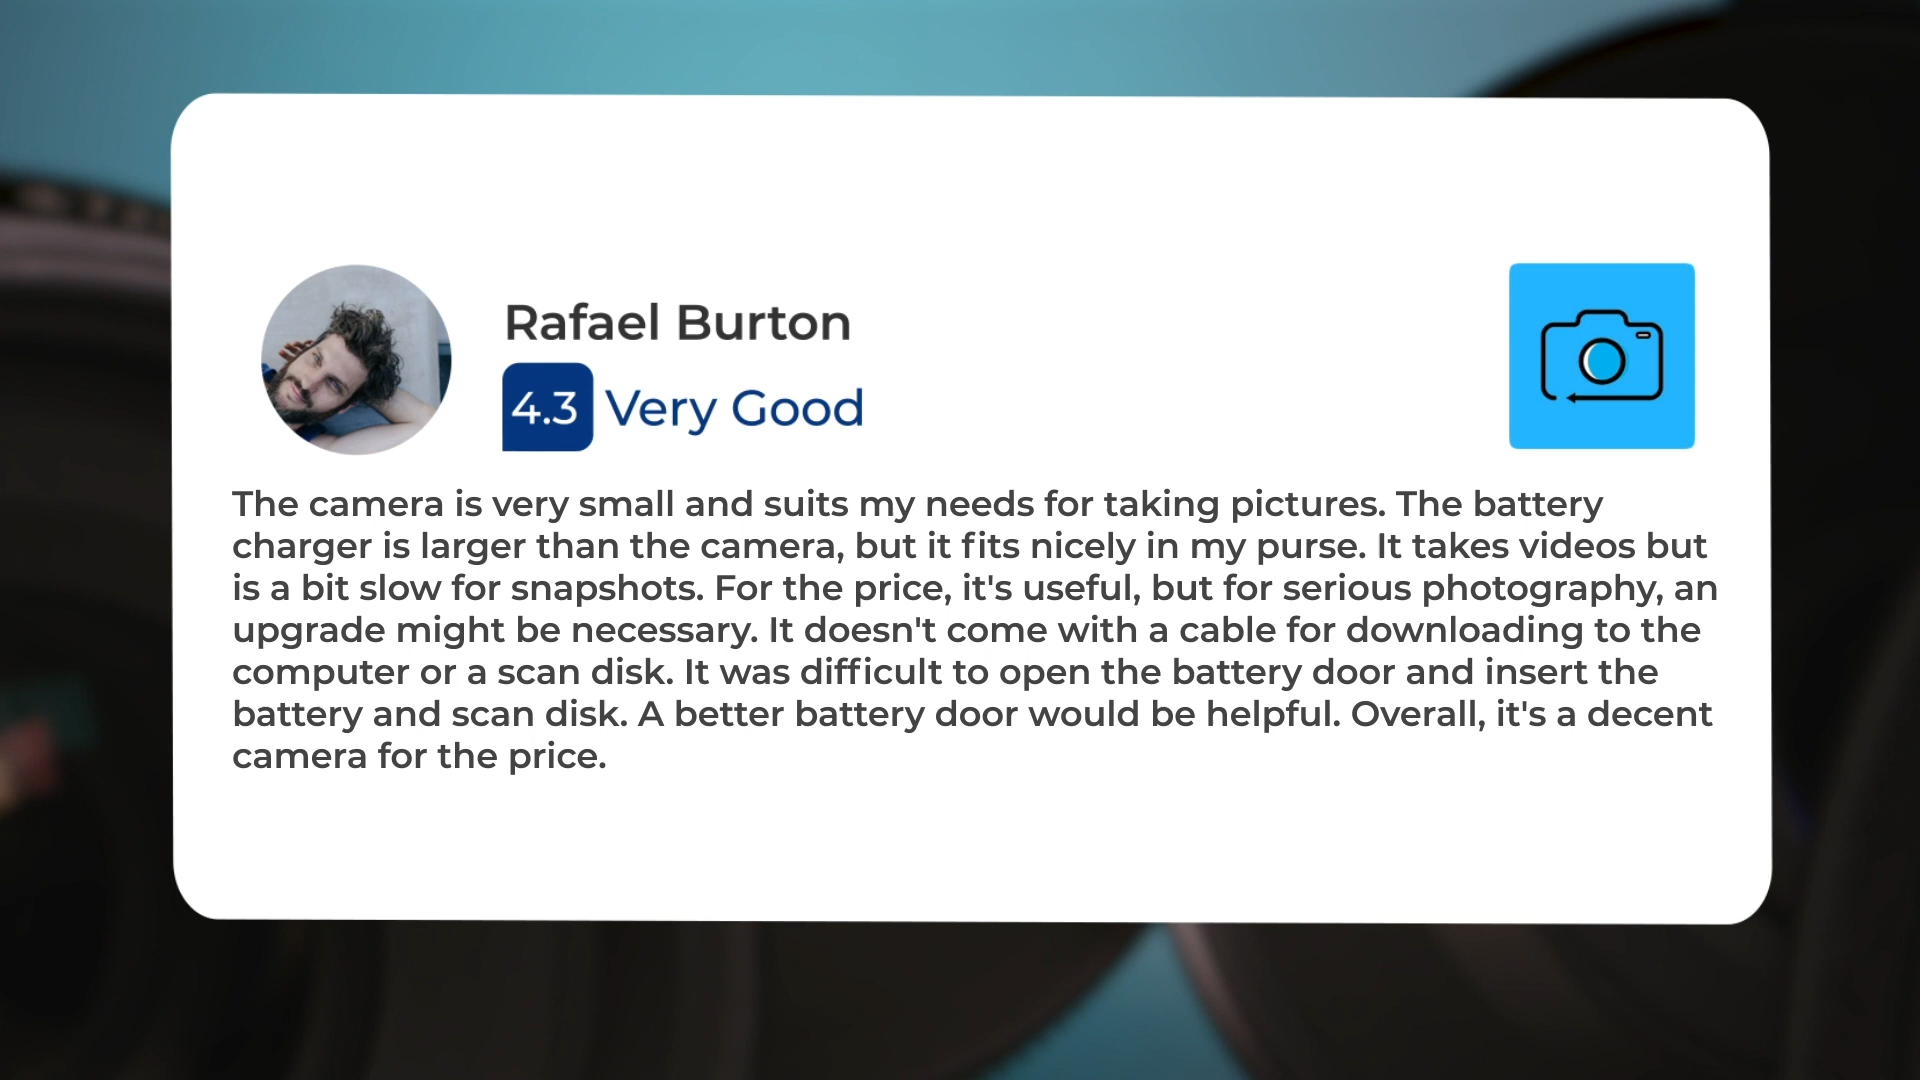 Rafael Burton
4.3 Very Good
The camera is very small and suits my needs for taking pictures. The battery
charger is larger than the camera, but it fits nicely in my purse. It takes videos but
is a bit slow for snapshots. For the price, it's useful, but for serious photography, an
upgrade might be necessary. It doesn't come with a cable for downloading to the
computer or a scan disk. It was difficult to open the battery door and insert the
battery and scan disk. A better battery door would be helpful. Overall, it's a decent
camera for the price.